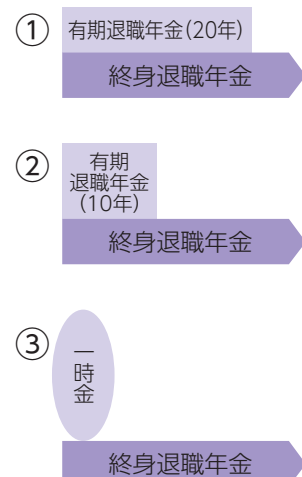 ① 有期退職年金(20年)
終身退職年金
② 有期
退職年金
(10年)
終身退職年金
③ 一時金
終身退職年金